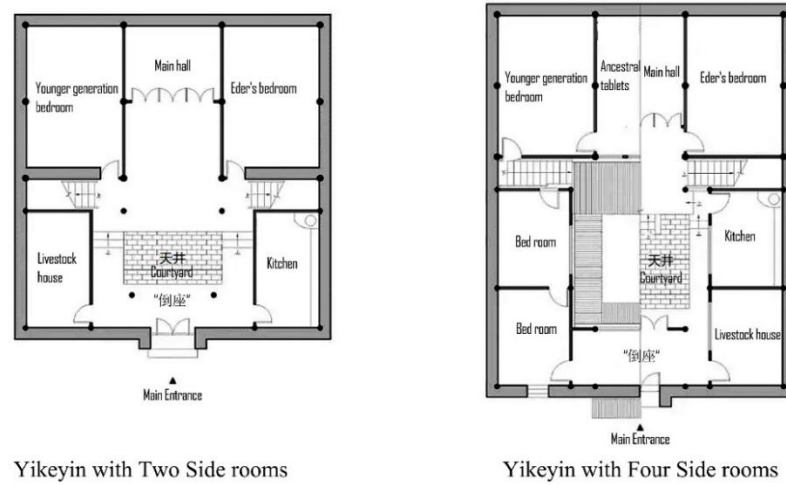 Main hall
Younger generation
bedroom
Eder's bedroom
Livestock
house
天井
Courtyard
Kitchen
"倒座"
Main Entrance
Yikeyin with Two Side rooms
Younger generation
bedroom
Ancestral
tablets
Main hall
Eder's bedroom
Bed room
天井
Courtyard
Kitchen
Bed room
"倒座"
Livestock house
Main Entrance
Yikeyin with Four Side rooms